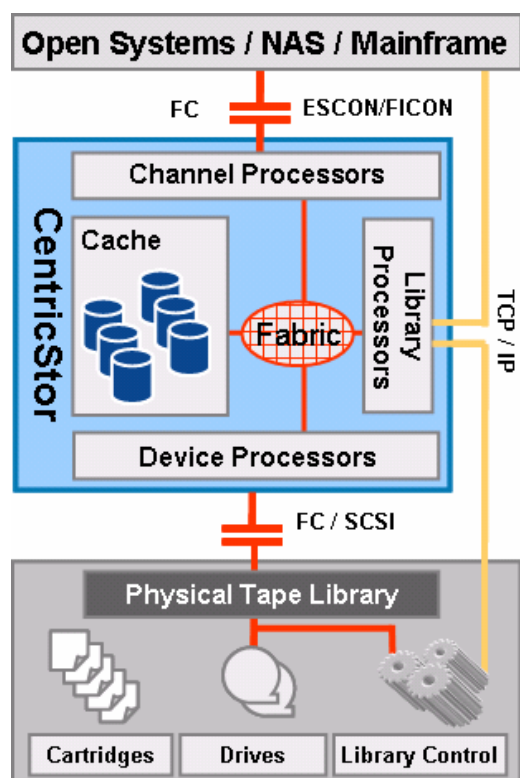 Open Systems / NAS / Mainframe
FC
ESCON/FICON
Channel Processors
CentricStor
Cache
Fabric
Library
Processors
TCP / IP
Device Processors
FC / SCSI
Physical Tape Library
Cartridges
Drives
Library Control